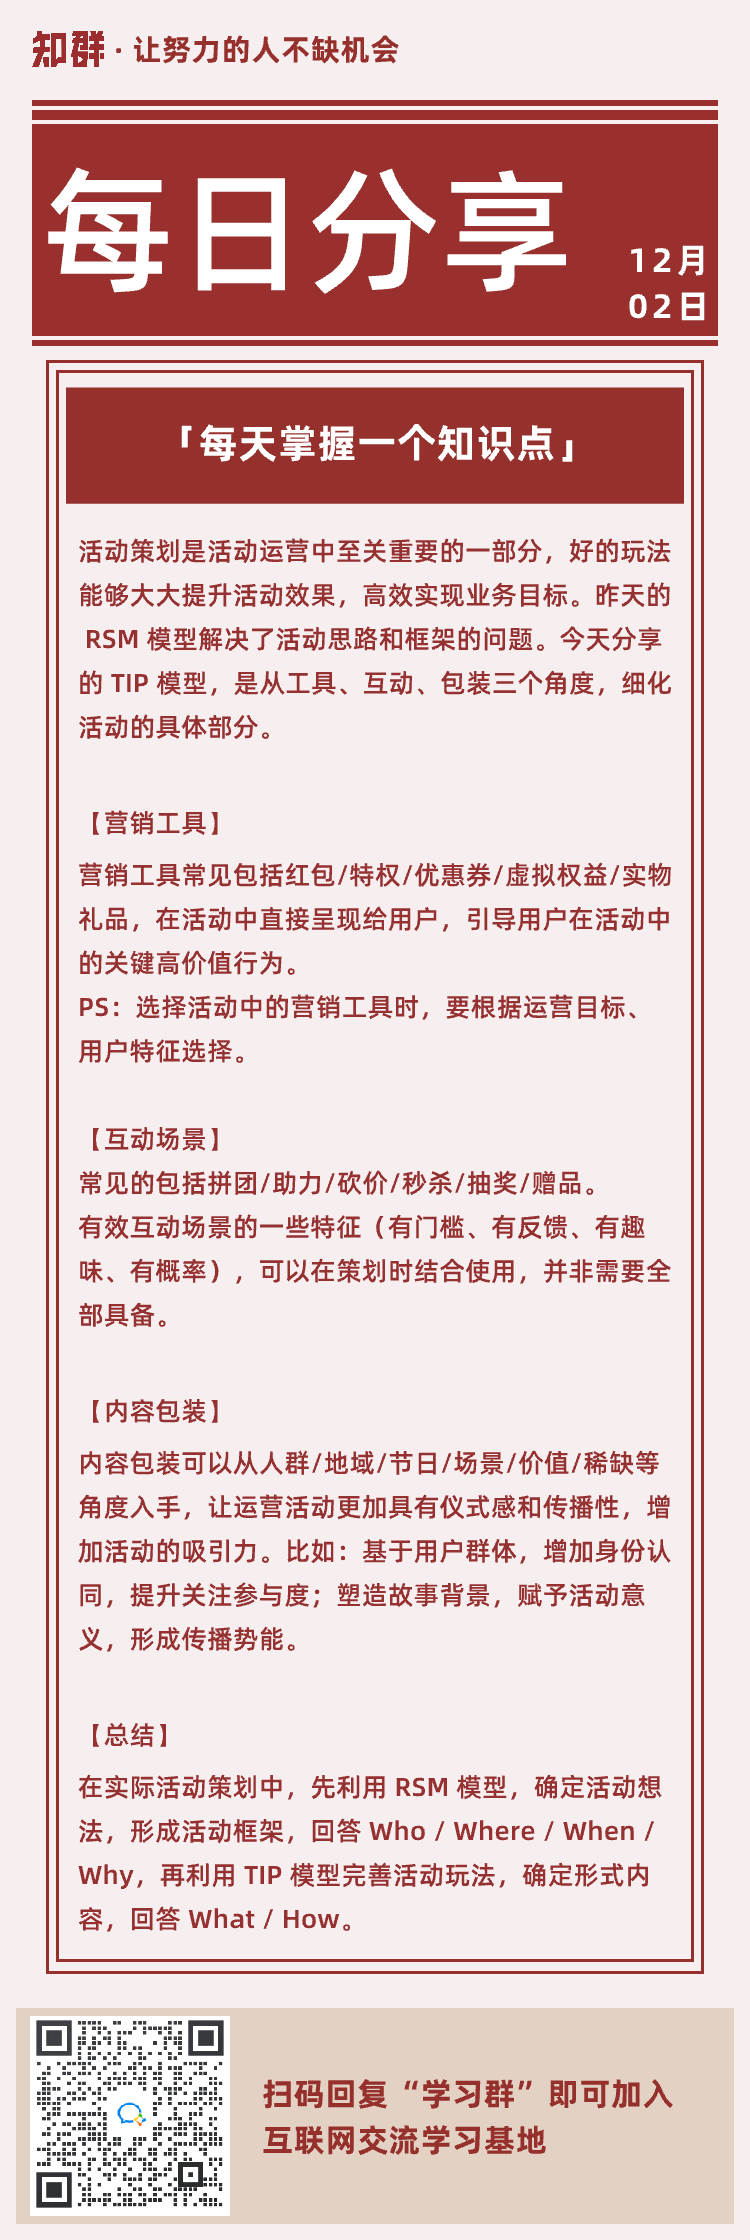 知群 · 让努力的人不缺机会
每日分享
12月
02日
「每天掌握一个知识点」
活动策划是活动运营中至关重要的一部分，好的玩法
能够大大提升活动效果，高效实现业务目标。昨天的
RSM 模型解决了活动思路和框架的问题。今天分享
的 TIP 模型，是从工具、互动、包装三个角度，细化
活动的具体部分。
【营销工具】
营销工具常见包括红包/特权/优惠券/虚拟权益/实物
礼品，在活动中直接呈现给用户，引导用户在活动中
的关键高价值行为。
PS：选择活动中的营销工具时，要根据运营目标、
用户特征选择。
【互动场景】
常见的包括拼团/助力/砍价/秒杀/抽奖/赠品。
有效互动场景的一些特征（有门槛、有反馈、有趣
味、有概率），可以在策划时结合使用，并非需要全
部具备。
【内容包装】
内容包装可以从人群/地域/节日/场景/价值/稀缺等
角度入手，让运营活动更加具有仪式感和传播性，增
加活动的吸引力。比如：基于用户群体，增加身份认
同，提升关注参与度；塑造故事背景，赋予活动意
义，形成传播势能。
【总结】
在实际活动策划中，先利用 RSM 模型，确定活动想
法，形成活动框架，回答 Who / Where / When /
Why，再利用 TIP 模型完善活动玩法，确定形式内
容，回答 What / How。
扫码回复“学习群”即可加入
互联网交流学习基地